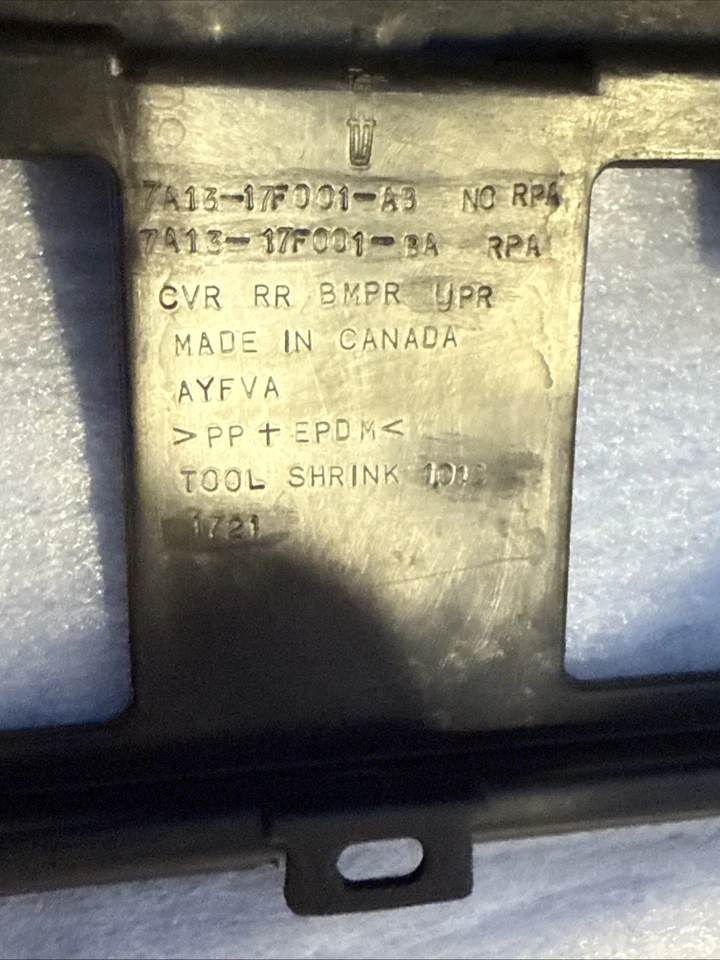 7A13-17F001-AB NO RPA
7A13-17F001-BA RPA
CVR RR BMPR UPR
MADE IN CANADA
AYFVA
>PP+EPDM<
TOOL SHRINK
1721